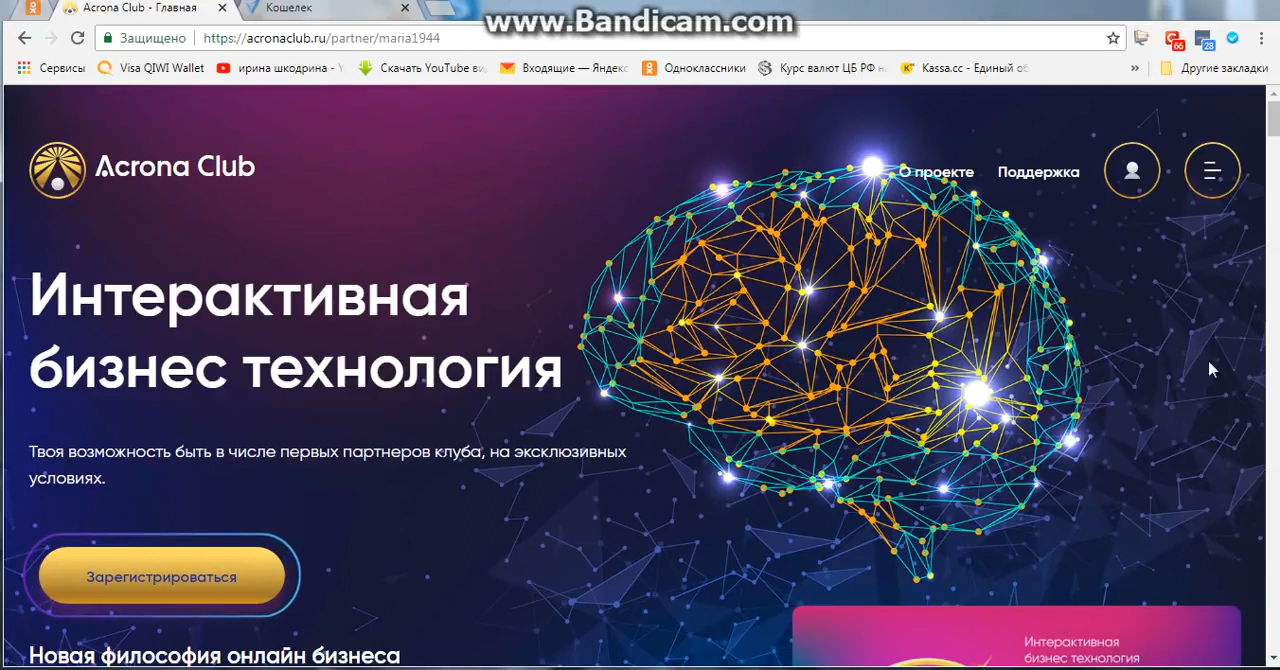 Acrona Club - Главная
Кошелек
www.Bandicam.com
Защищено
https://acronaclub.ru/partner/maria1944
66
28
Сервисы
Visa QIWI Wallet
ирина шкодрина - Y
Скачать YouTube ви
Входящие — Яндекс
Одноклассники
Курс валют ЦБ РФ н
Kassa.cc - Единый об
»
Другие закладки
Acrona Club
О проекте
Поддержка
Интерактивная
бизнес технология
Твоя возможность быть в числе первых партнеров клуба, на эксклюзивных
условиях.
Зарегистрироваться
Новая философия онлайн бизнеса
Интерактивная
бизнес технология